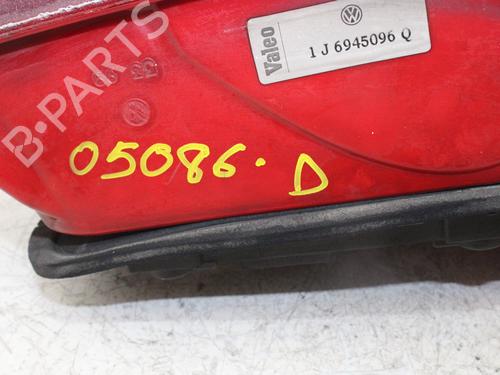 Valeo
1 J 6945096 Q
B-PARTS
05086. D